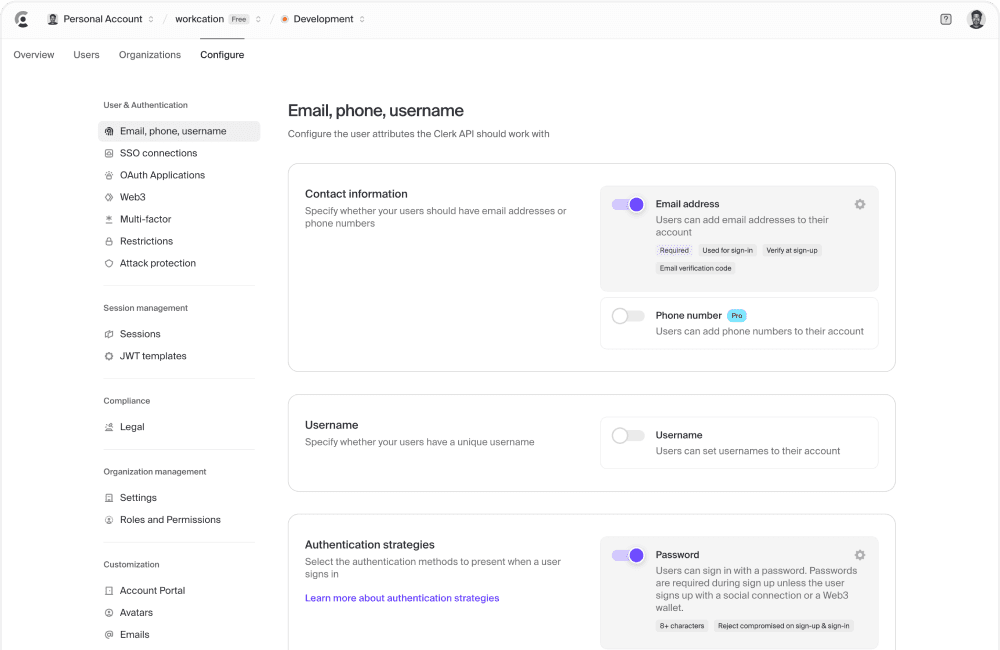 Personal Account
workcation Free
Development
Overview
Users
Organizations
Configure
User & Authentication
Email, phone, username
SSO connections
OAuth Applications
Web3
Multi-factor
Restrictions
Attack protection
Session management
Sessions
JWT templates
Compliance
Legal
Organization management
Settings
Roles and Permissions
Customization
Account Portal
Avatars
Emails
Email, phone, username
Configure the user attributes the Clerk API should work with
Contact information
Specify whether your users should have email addresses or
phone numbers
Email address
Users can add email addresses to their
account
Required Used for sign-in Verify at sign-up
Email verification code
Phone number Pro
Users can add phone numbers to their account
Username
Specify whether your users have a unique username
Username
Users can set usernames to their account
Authentication strategies
Select the authentication methods to present when a user
signs in
Learn more about authentication strategies
Password
Users can sign in with a password. Passwords
are required during sign up unless the user
signs up with a social connection or a Web3
wallet.
8+ characters Reject compromised on sign-up & sign-in